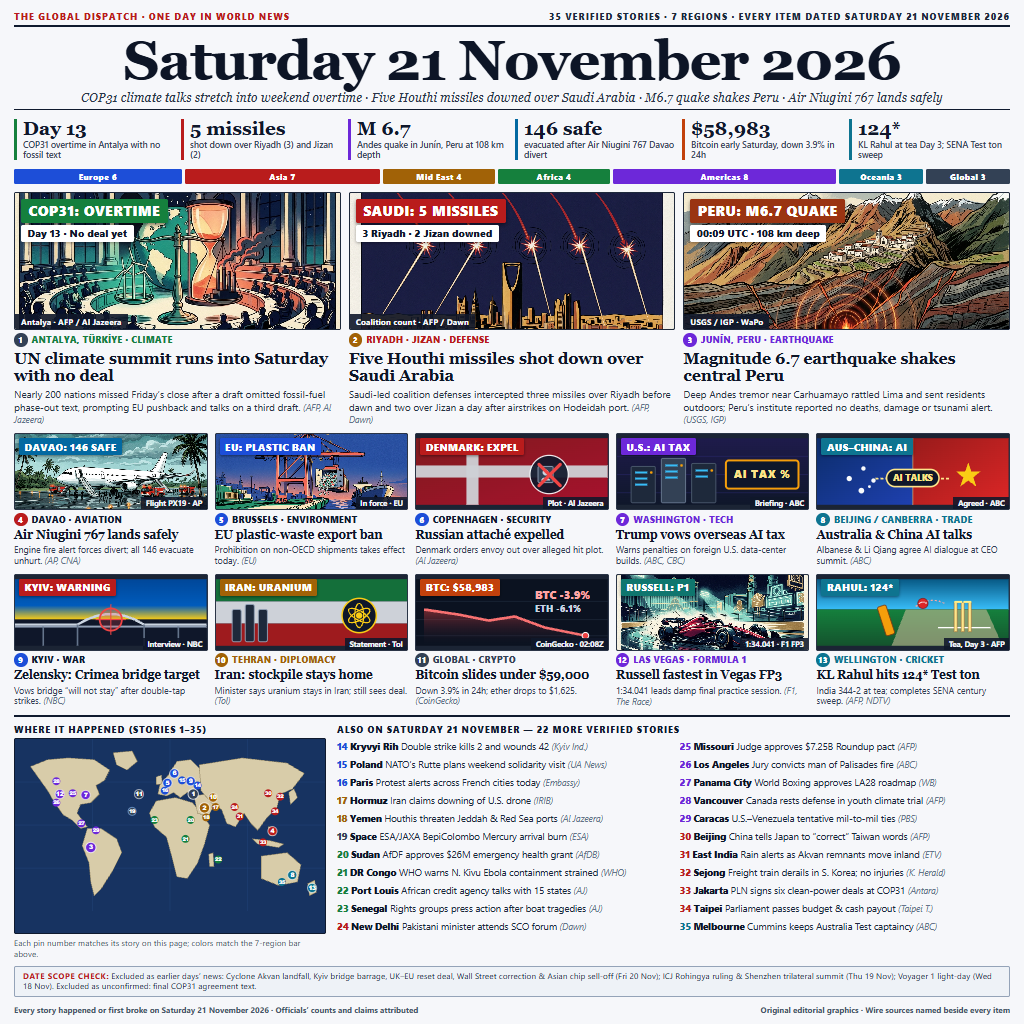 THE GLOBAL DISPATCH · ONE DAY IN WORLD NEWS
35 VERIFIED STORIES · 7 REGIONS · EVERY ITEM DATED SATURDAY 21 NOVEMBER 2026
Saturday 21 November 2026
COP31 climate talks stretch into weekend overtime · Five Houthi missiles downed over Saudi Arabia · M6.7 quake shakes Peru · Air Niugini 767 lands safely
Day 13
COP31 overtime in Antalya with no
fossil text
5 missiles
shot down over Riyadh (3) and Jizan
(2)
M 6.7
Andes quake in Junín, Peru at 108 km
depth
146 safe
evacuated after Air Niugini 767 Davao
divert
$58,983
Bitcoin early Saturday, down 3.9% in
24h
124*
KL Rahul at tea Day 3; SENA Test ton
sweep
Europe 6
Asia 7
Mid East 4
Africa 4
Americas 8
Oceania 3
Global 3
COP31: OVERTIME
Day 13 · No deal yet
Antalya · AFP / Al Jazeera
1 ANTALYA, TÜRKİYE · CLIMATE
UN climate summit runs into Saturday
with no deal
Nearly 200 nations missed Friday's close after a draft omitted fossil-fuel
phase-out text, prompting EU pushback and talks on a third draft. (AFP, Al
Jazeera)
SAUDI: 5 MISSILES
3 Riyadh · 2 Jizan downed
Coalition count · AFP / Dawn
2 RIYADH · JIZAN · DEFENSE
Five Houthi missiles shot down over
Saudi Arabia
Saudi-led coalition defenses intercepted three missiles over Riyadh before
dawn and two over Jizan a day after airstrikes on Hodeidah port. (AFP,
Dawn)
PERU: M6.7 QUAKE
00:09 UTC · 108 km deep
USGS / IGP · WaPo
3 JUNÍN, PERU · EARTHQUAKE
Magnitude 6.7 earthquake shakes
central Peru
Deep Andes tremor near Carhuamayo rattled Lima and sent residents
outdoors; Peru's institute reported no deaths, damage or tsunami alert.
(USGS, IGP)
DAVAO: 146 SAFE
Flight PX19 · AP
4 DAVAO · AVIATION
Air Niugini 767 lands safely
Engine fire alert forces divert; all 146 evacuate
unhurt. (AP, CNA)
EU: PLASTIC BAN
In force · EU
5 BRUSSELS · ENVIRONMENT
EU plastic-waste export ban
Prohibition on non-OECD shipments takes effect
today. (EU)
DENMARK: EXPEL
Plot · Al Jazeera
6 COPENHAGEN · SECURITY
Russian attaché expelled
Denmark orders envoy out over alleged hit plot.
(Al Jazeera)
U.S.: AI TAX
AI TAX %
Briefing · ABC
7 WASHINGTON · TECH
Trump vows overseas AI tax
Warns penalties on foreign U.S. data-center
builds. (ABC, CBC)
AUS–CHINA: AI
AI TALKS
Agreed · ABC
8 BEIJING / CANBERRA · TRADE
Australia & China AI talks
Albanese & Li Qiang agree AI dialogue at CEO
summit. (ABC)
KYIV: WARNING
Interview · NBC
9 KYIV · WAR
Zelensky: Crimea bridge target
Vows bridge “will not stay” after double-tap
strikes. (NBC)
IRAN: URANIUM
Statement · ToI
10 TEHRAN · DIPLOMACY
Iran: stockpile stays home
Minister says uranium stays in Iran; still sees deal.
(ToI)
BTC: $58,983
BTC -3.9%
ETH -6.1%
CoinGecko · 02:08Z
11 GLOBAL · CRYPTO
Bitcoin slides under $59,000
Down 3.9% in 24h; ether drops to $1,625.
(CoinGecko)
RUSSELL: P1
1:34.041 · F1 FP3
12 LAS VEGAS · FORMULA 1
Russell fastest in Vegas FP3
1:34.041 leads damp final practice session. (F1,
The Race)
RAHUL: 124*
Tea, Day 3 · AFP
13 WELLINGTON · CRICKET
KL Rahul hits 124* Test ton
India 344-2 at tea; completes SENA century
sweep. (AFP, NDTV)
WHERE IT HAPPENED (STORIES 1–35)
Each pin number matches its story on this page; colors match the 7-region bar
above.
ALSO ON SATURDAY 21 NOVEMBER — 22 MORE VERIFIED STORIES
14 Kryvyi Rih Double strike kills 2 and wounds 42 (Kyiv Ind.)
15 Poland NATO's Rutte plans weekend solidarity visit (UA News)
16 Paris Protest alerts across French cities today (Embassy)
17 Hormuz Iran claims downing of U.S. drone (IRIB)
18 Yemen Houthis threaten Jeddah & Red Sea ports (Al Jazeera)
19 Space ESA/JAXA BepiColombo Mercury arrival burn (ESA)
20 Sudan AfDF approves $26M emergency health grant (AfDB)
21 DR Congo WHO warns N. Kivu Ebola containment strained (WHO)
22 Port Louis African credit agency talks with 15 states (AJ)
23 Senegal Rights groups press action after boat tragedies (AJ)
24 New Delhi Pakistani minister attends SCO forum (Dawn)
25 Missouri Judge approves $7.25B Roundup pact (AFP)
26 Los Angeles Jury convicts man of Palisades fire (ABC)
27 Panama City World Boxing approves LA28 roadmap (WB)
28 Vancouver Canada rests defense in youth climate trial (AFP)
29 Caracas U.S.–Venezuela tentative mil-to-mil ties (PBS)
30 Beijing China tells Japan to “correct” Taiwan words (AFP)
31 East India Rain alerts as Akvan remnants move inland (ETV)
32 Sejong Freight train derails in S. Korea; no injuries (K. Herald)
33 Jakarta PLN signs six clean-power deals at COP31 (Antara)
34 Taipei Parliament passes budget & cash payout (Taipei T.)
35 Melbourne Cummins keeps Australia Test captaincy (ABC)
DATE SCOPE CHECK: Excluded as earlier days' news: Cyclone Akvan landfall, Kyiv bridge barrage, UK–EU reset deal, Wall Street correction & Asian chip sell-off (Fri 20 Nov); ICJ Rohingya ruling & Shenzhen trilateral summit (Thu 19 Nov); Voyager 1 light-day (Wed
18 Nov). Excluded as unconfirmed: final COP31 agreement text.
Every story happened or first broke on Saturday 21 November 2026 · Officials' counts and claims attributed
Original editorial graphics · Wire sources named beside every item